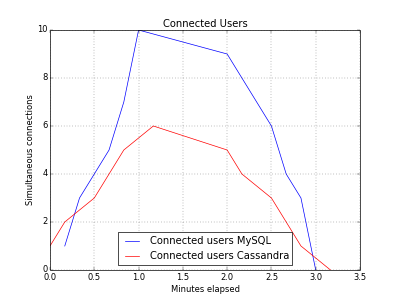 Connected Users
10
8
6
4
2
0
Simultaneous connections
0.0 0.5 1.0 1.5 2.0 2.5 3.0 3.5
Minutes elapsed
Connected users MySQL
Connected users Cassandra